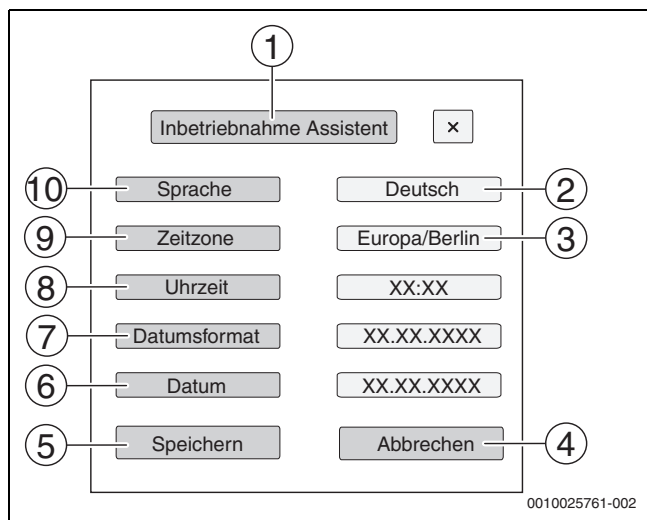 1
Inbetriebnahme Assistent ×
10 Sprache Deutsch 2
9 Zeitzone Europa/Berlin 3
8 Uhrzeit XX:XX
7 Datumsformat XX.XX.XXXX
6 Datum XX.XX.XXXX
5 Speichern Abbrechen 4
0010025761-002